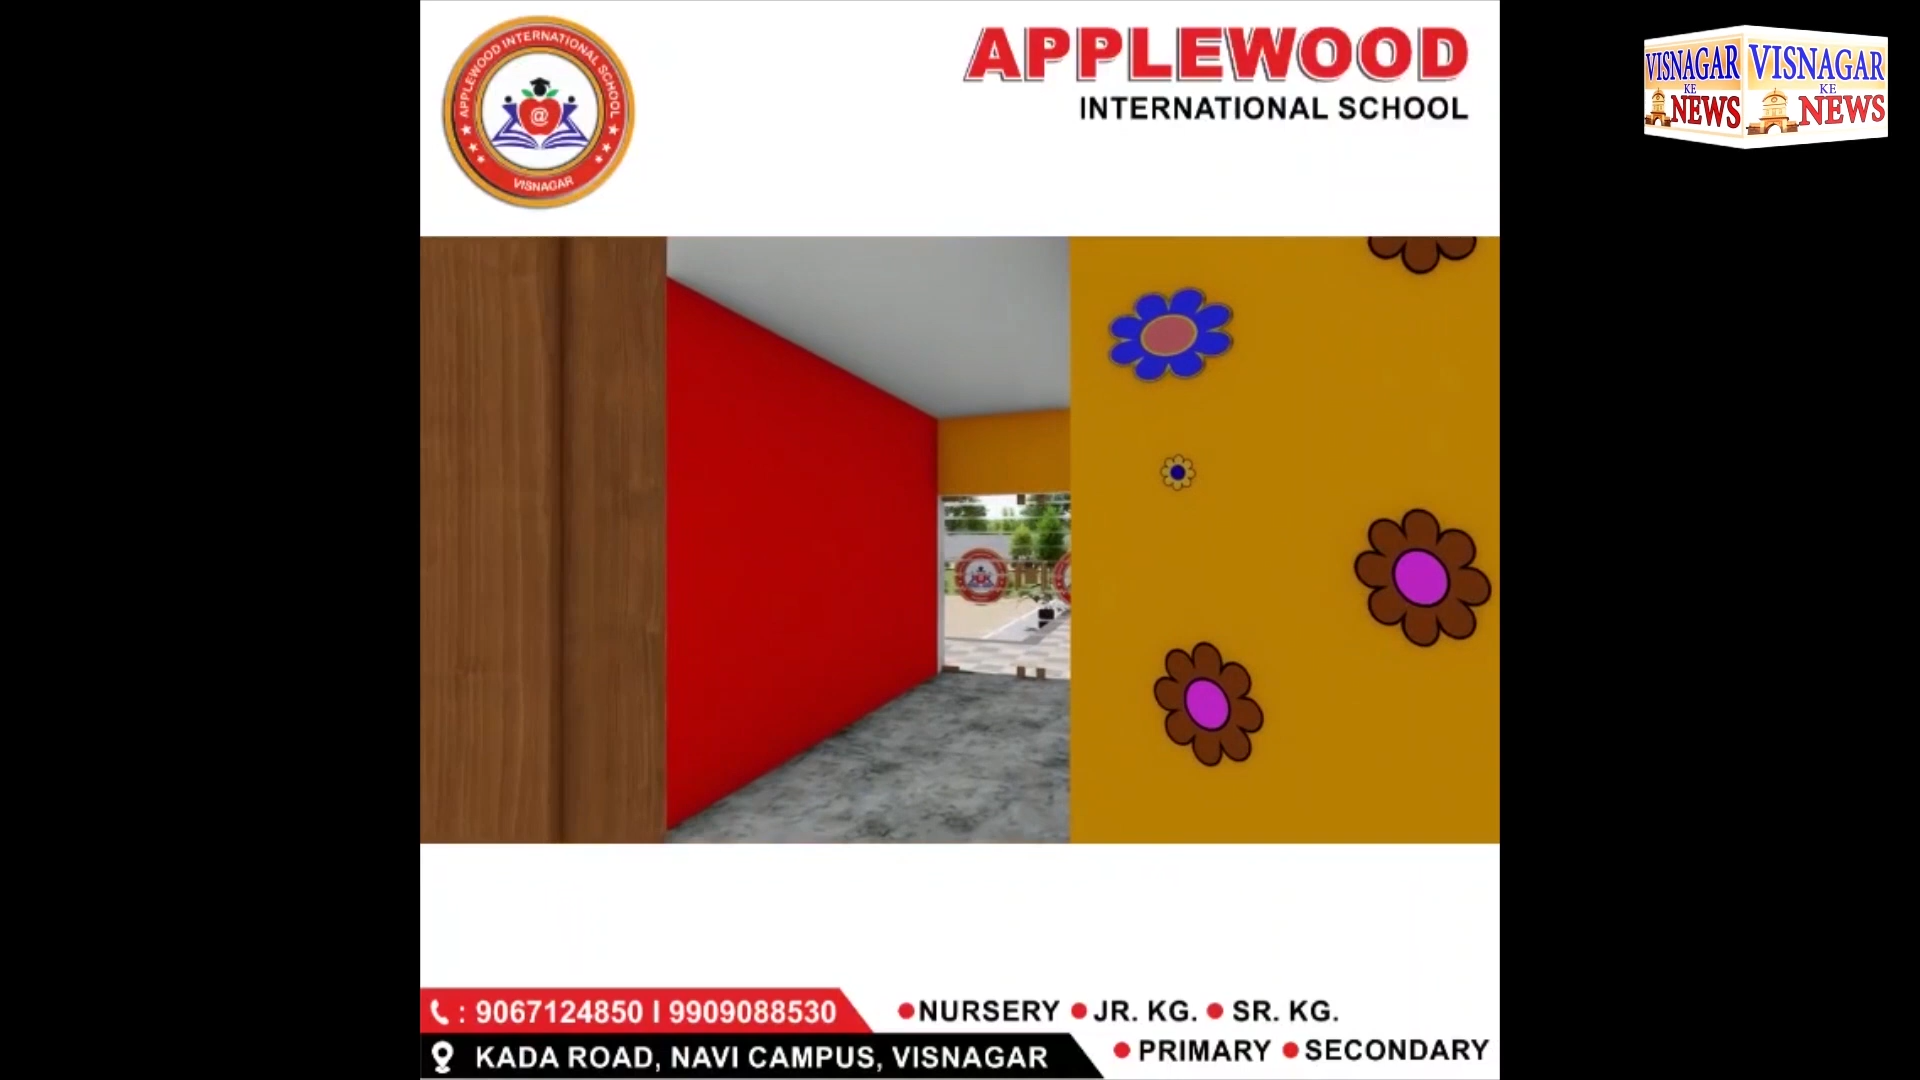 APPLEWOOD INTERNATIONAL SCHOOL
@
VISNAGAR
APPLEWOOD
INTERNATIONAL SCHOOL
VISNAGAR
KE
NEWS
VISNAGAR
KE
NEWS
: 9067124850 I 9909088530
KADA ROAD, NAVI CAMPUS, VISNAGAR
●NURSERY ● JR. KG. ● SR. KG.
● PRIMARY ● SECONDARY